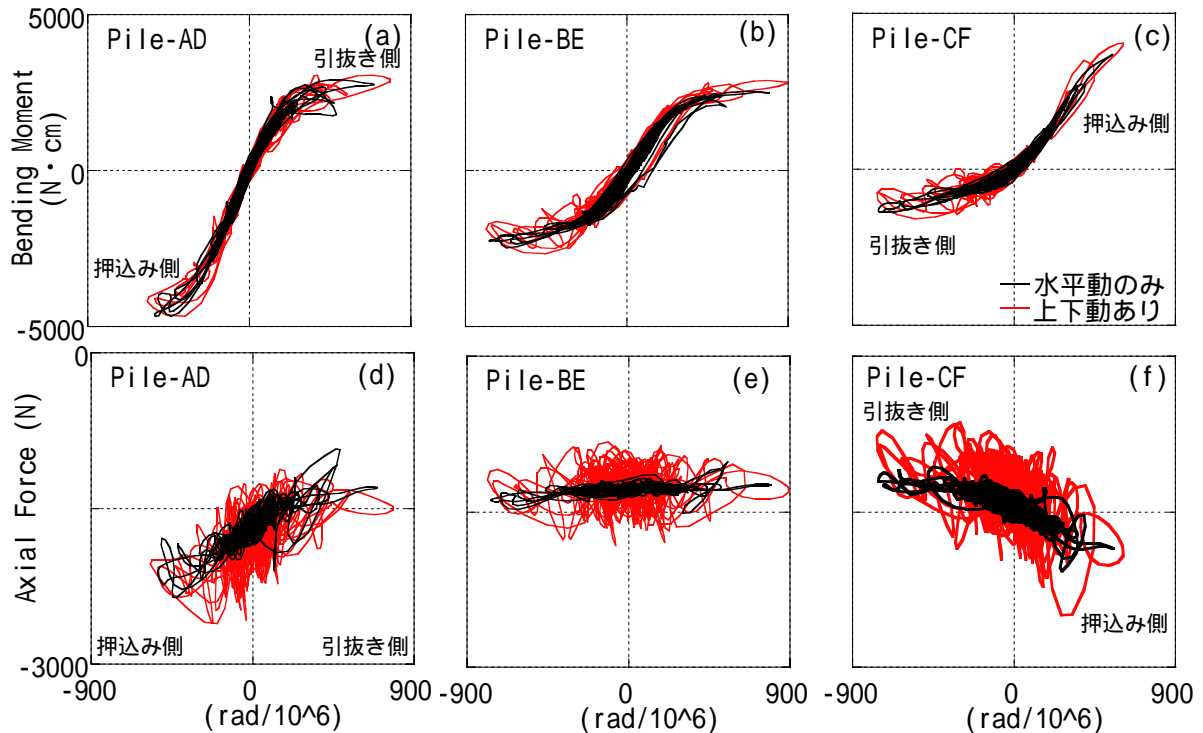 5000
Pile-AD
(a)
引抜き側
Pile-BE
(b)
Pile-CF
(c)
Bending Moment
(N・cm)
0
押込み側
押込み側
引抜き側
水平動のみ
上下動あり
-5000
0
Pile-AD
(d)
Pile-BE
(e)
Pile-CF
(f)
引抜き側
Axial Force (N)
押込み側
引抜き側
押込み側
-3000
-900
0
900
-900
0
900
-900
0
900
(rad/10^6)
(rad/10^6)
(rad/10^6)